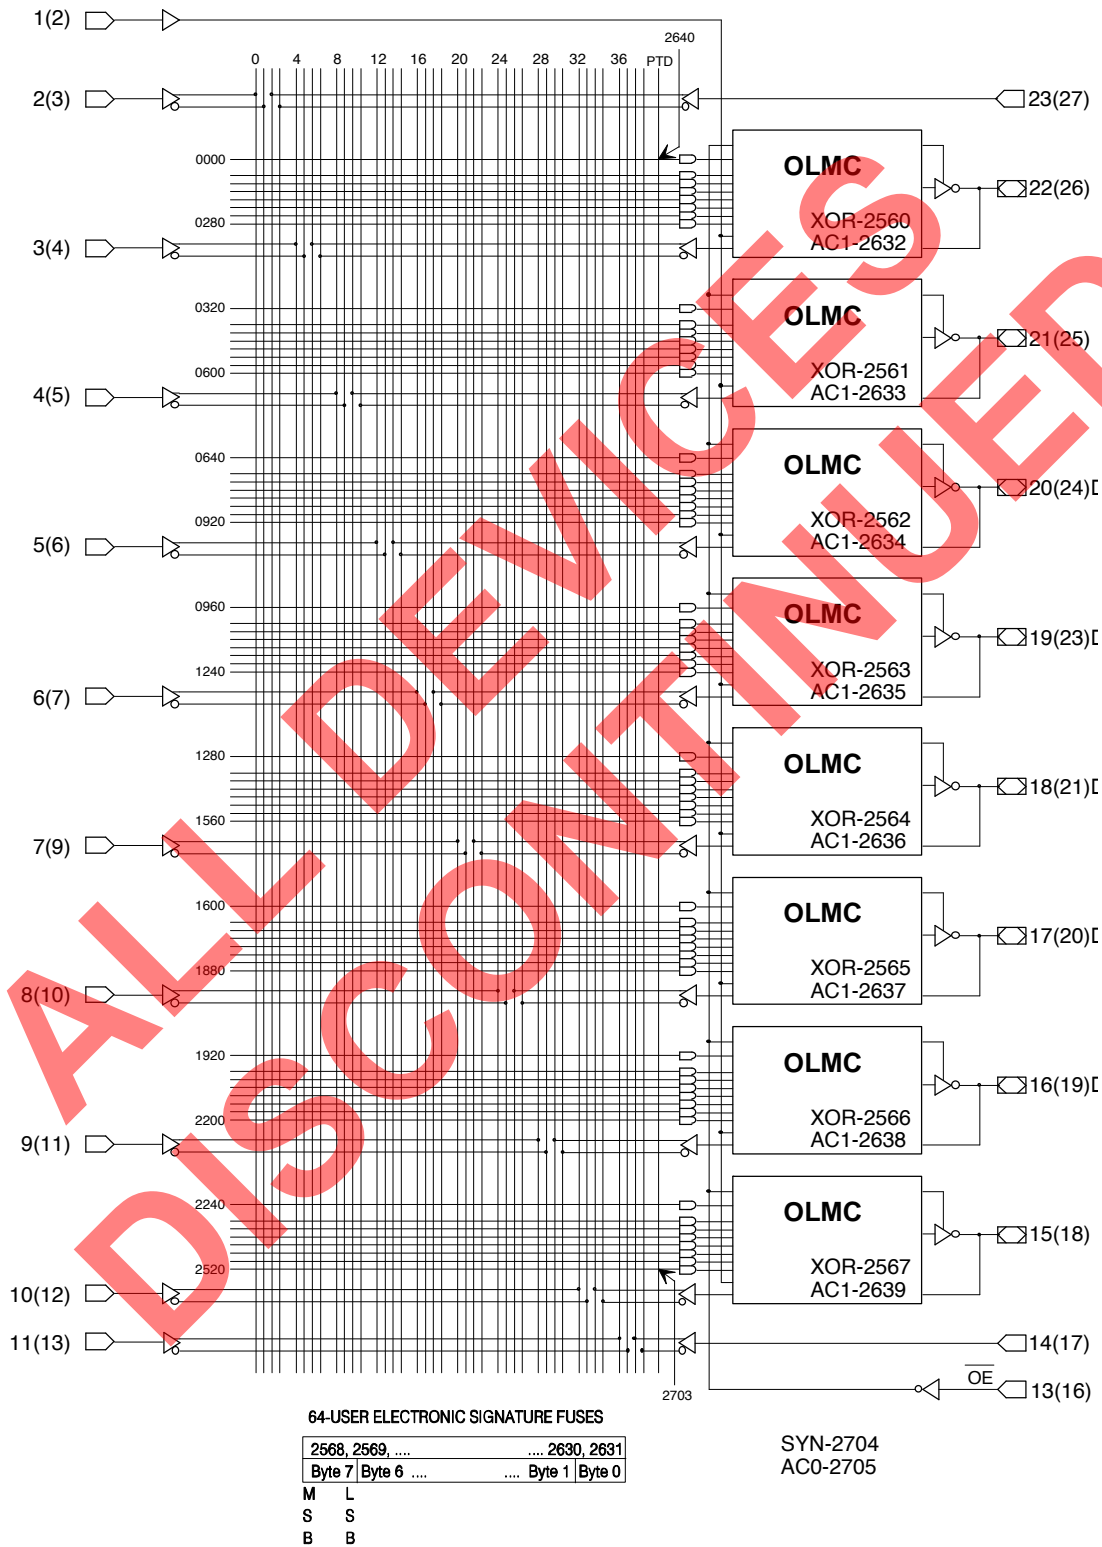 1(2)
2640
0 4 8 12 16 20 24 28 32 36 PTD
2(3)
23(27)
0000
OLMC
22(26)
XOR-2560
AC1-2632
0280
3(4)
0320
OLMC
21(25)
XOR-2561
AC1-2633
0600
4(5)
0640
OLMC
20(24)D
XOR-2562
AC1-2634
0920
5(6)
0960
OLMC
19(23)D
XOR-2563
AC1-2635
1240
6(7)
1280
OLMC
18(21)D
XOR-2564
AC1-2636
1560
7(9)
1600
OLMC
17(20)D
XOR-2565
AC1-2637
1880
8(10)
1920
OLMC
16(19)D
XOR-2566
AC1-2638
2200
9(11)
2240
OLMC
15(18)
XOR-2567
AC1-2639
2520
10(12)
11(13)
14(17)
OE
13(16)
2703
64-USER ELECTRONIC SIGNATURE FUSES
2568, 2569, .... .... 2630, 2631
Byte 7 Byte 6 .... .... Byte 1 Byte 0
M L
S S
B B
SYN-2704
AC0-2705
ALL DEVICES
DISCONTINUED